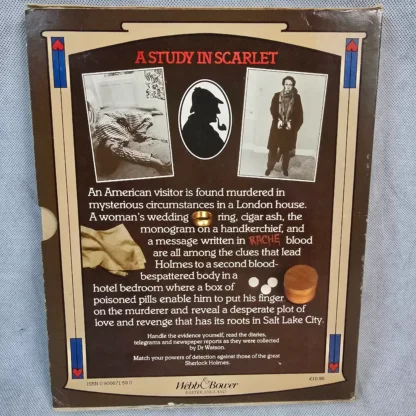 A STUDY IN SCARLET
An American visitor is found murdered in
mysterious circumstances in a London house.
A woman's wedding ring, cigar ash, the
monogram on a handkerchief, and
a message written in RACHE blood
are all among the clues that lead
Holmes to a second blood-
bespattered body in a
hotel bedroom where a box of
poisoned pills enable him to put his finger
on the murderer and reveal a desperate plot of
love and revenge that has its roots in Salt Lake City.
Handle the evidence yourself, read the diaries,
telegrams and newspaper reports as they were collected
by Dr Watson.
Match your powers of detection against those of the great
Sherlock Holmes.
Webb & Bower
EXETER, ENGLAND